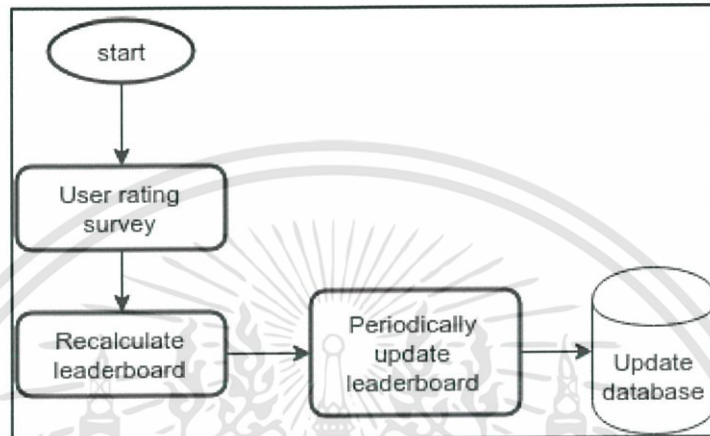 start
User rating
survey
Recalculate
leaderboard
Periodically
update
leaderboard
Update
database